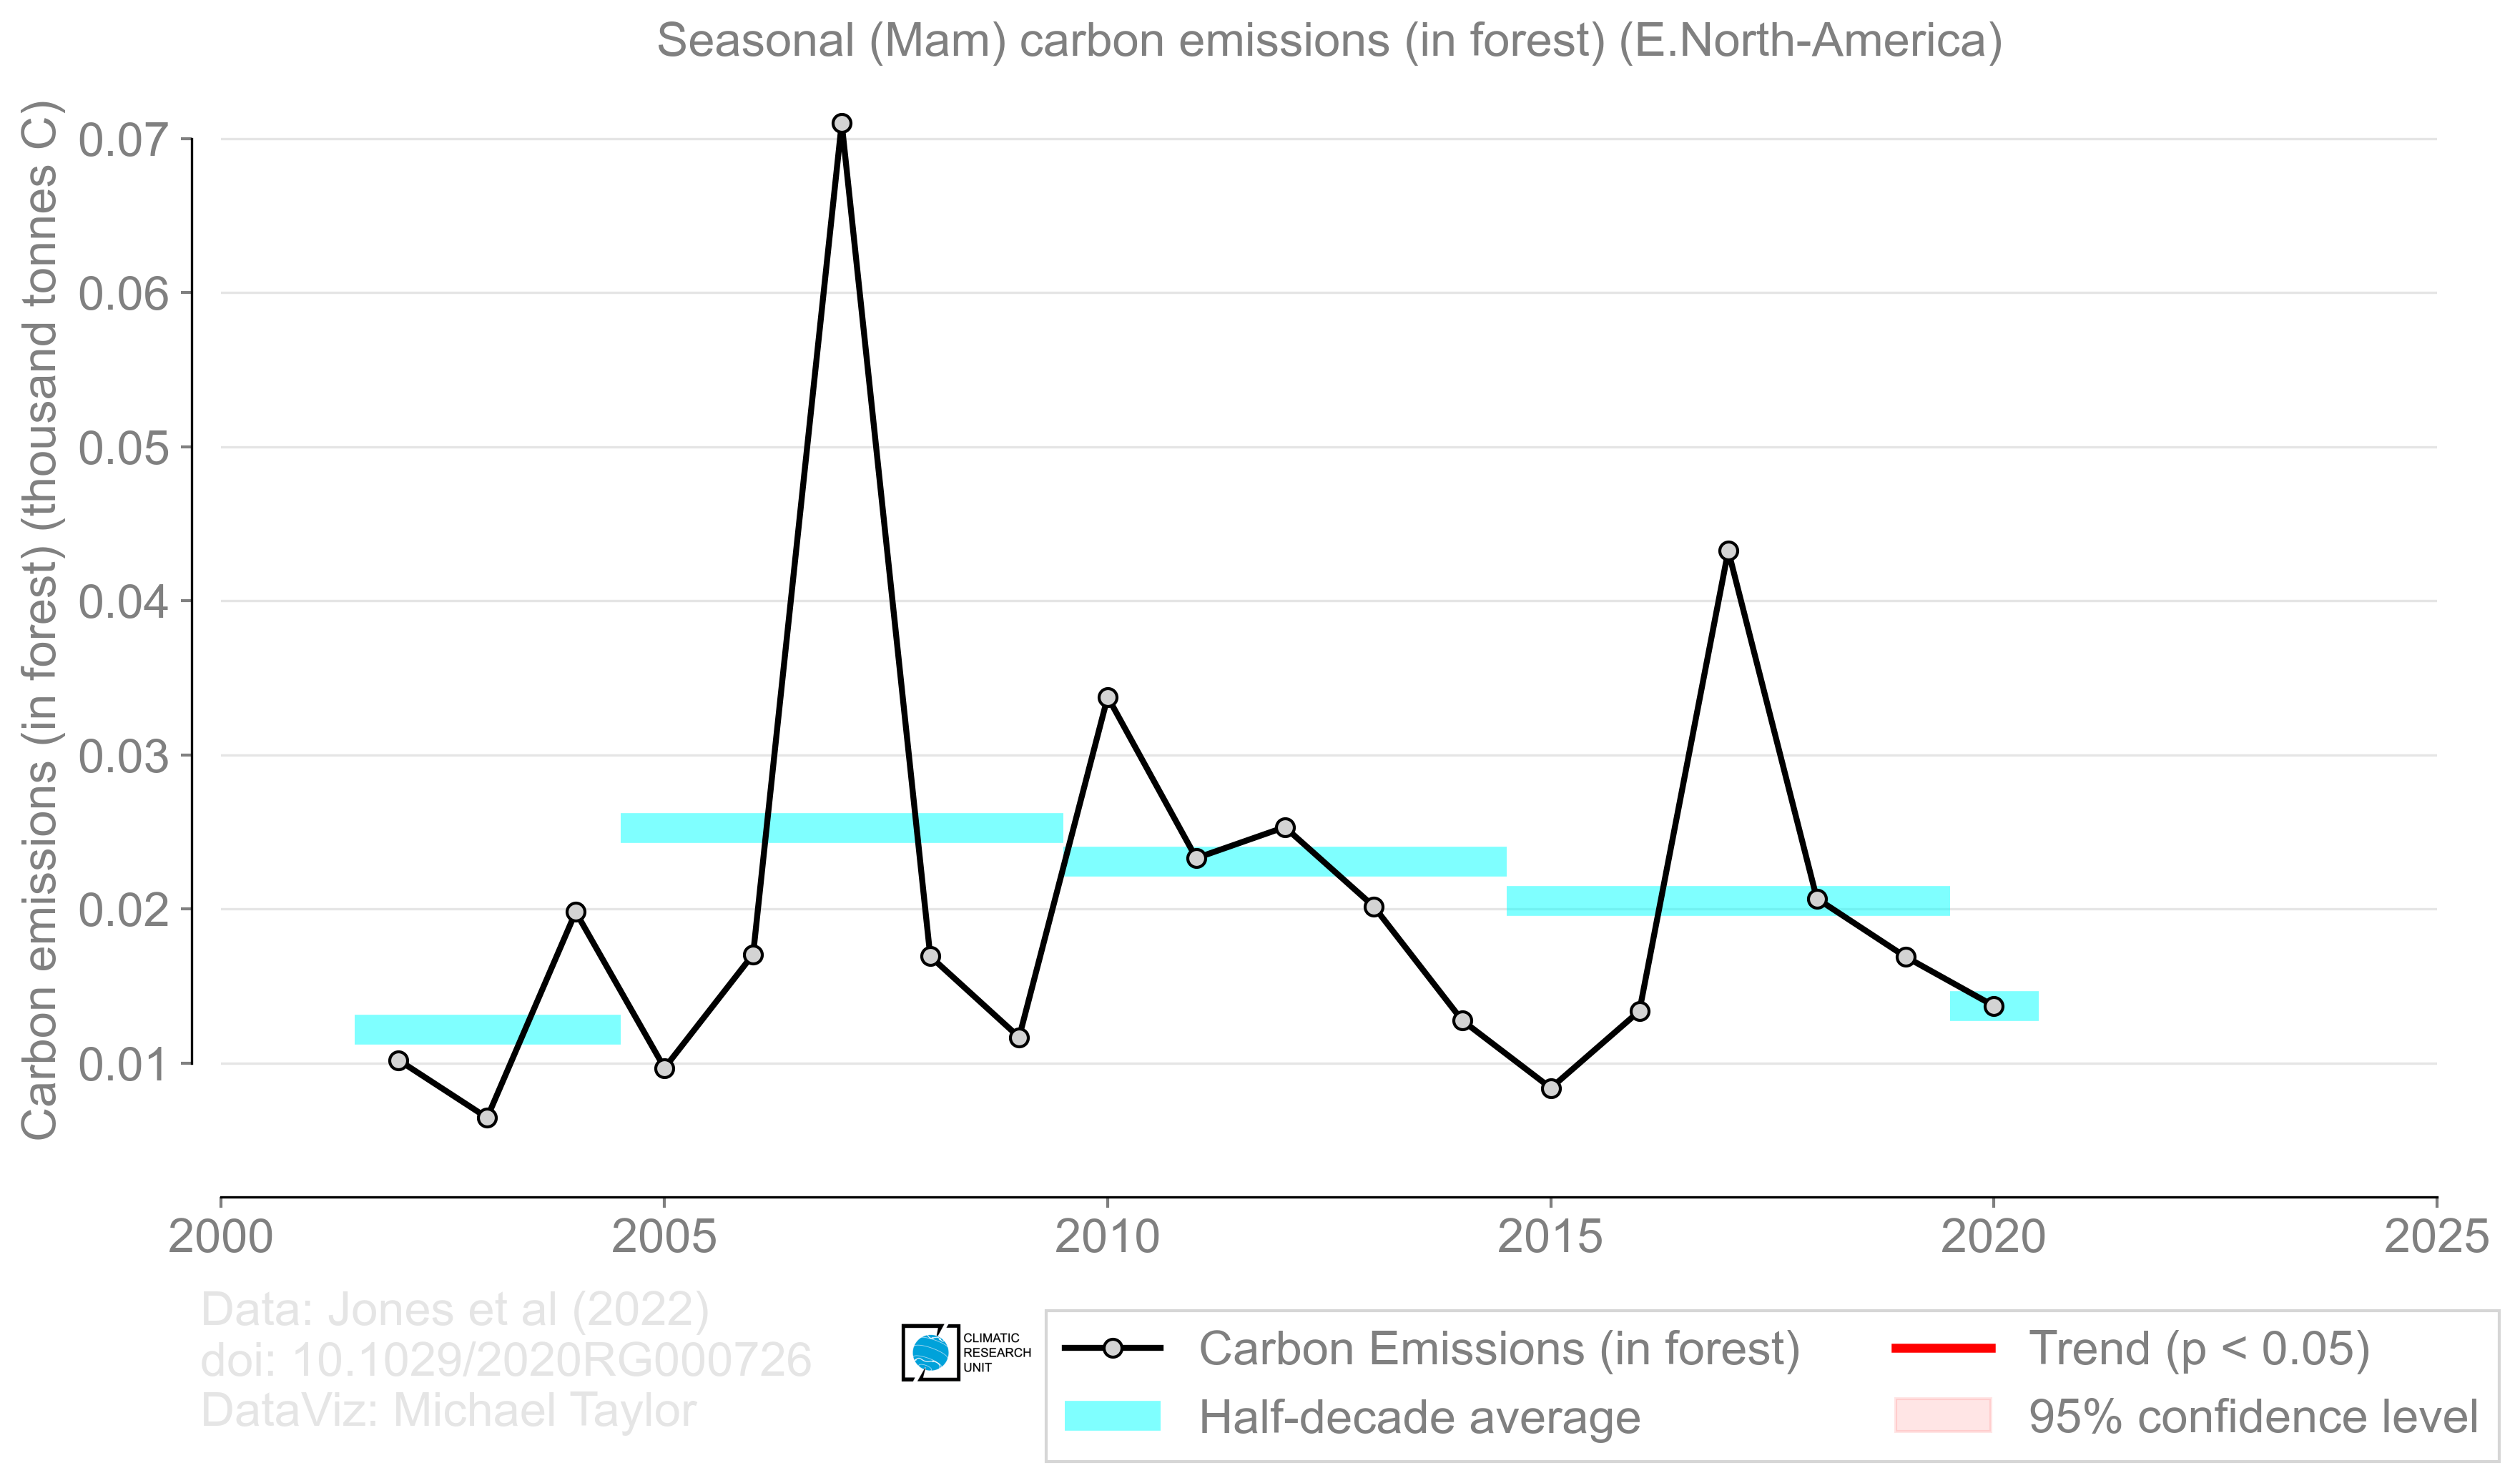 Seasonal (Mam) carbon emissions (in forest) (E.North-America)
Carbon emissions (in forest) (thousand tonnes C)
0.07
0.06
0.05
0.04
0.03
0.02
0.01
2000 2005 2010 2015 2020 2025
Data: Jones et al (2022)
doi: 10.1029/2020RG000726
DataViz: Michael Taylor
CLIMATIC
RESEARCH
UNIT
Carbon Emissions (in forest)
Half-decade average
Trend (p < 0.05)
95% confidence level